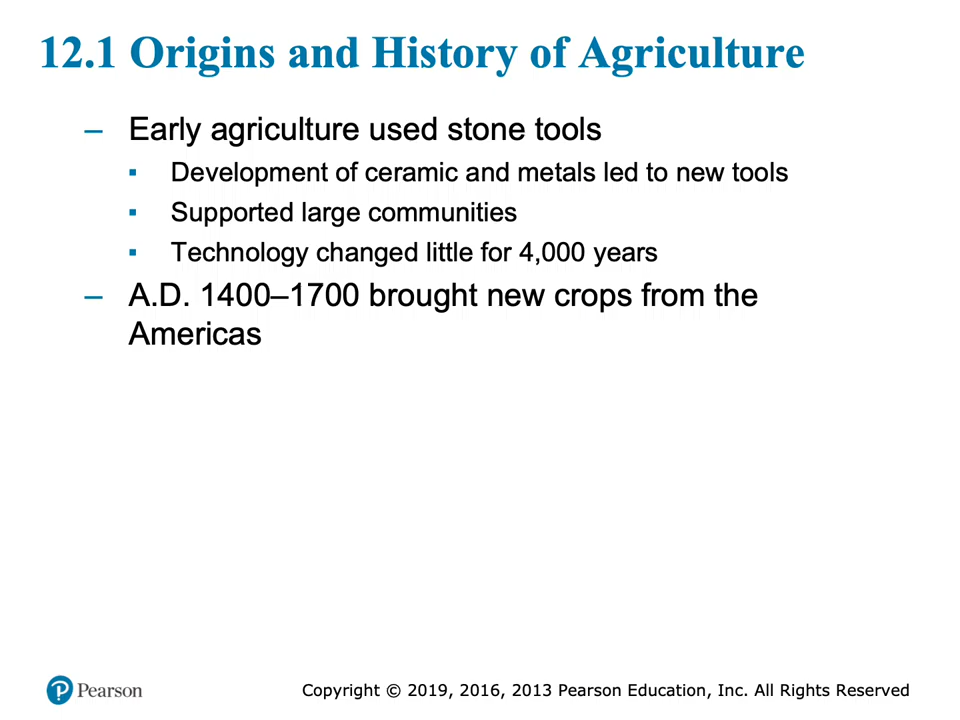 12.1 Origins and History of Agriculture
– Early agriculture used stone tools
▪ Development of ceramic and metals led to new tools
▪ Supported large communities
▪ Technology changed little for 4,000 years
– A.D. 1400–1700 brought new crops from the
Americas
Pearson
Copyright © 2019, 2016, 2013 Pearson Education, Inc. All Rights Reserved